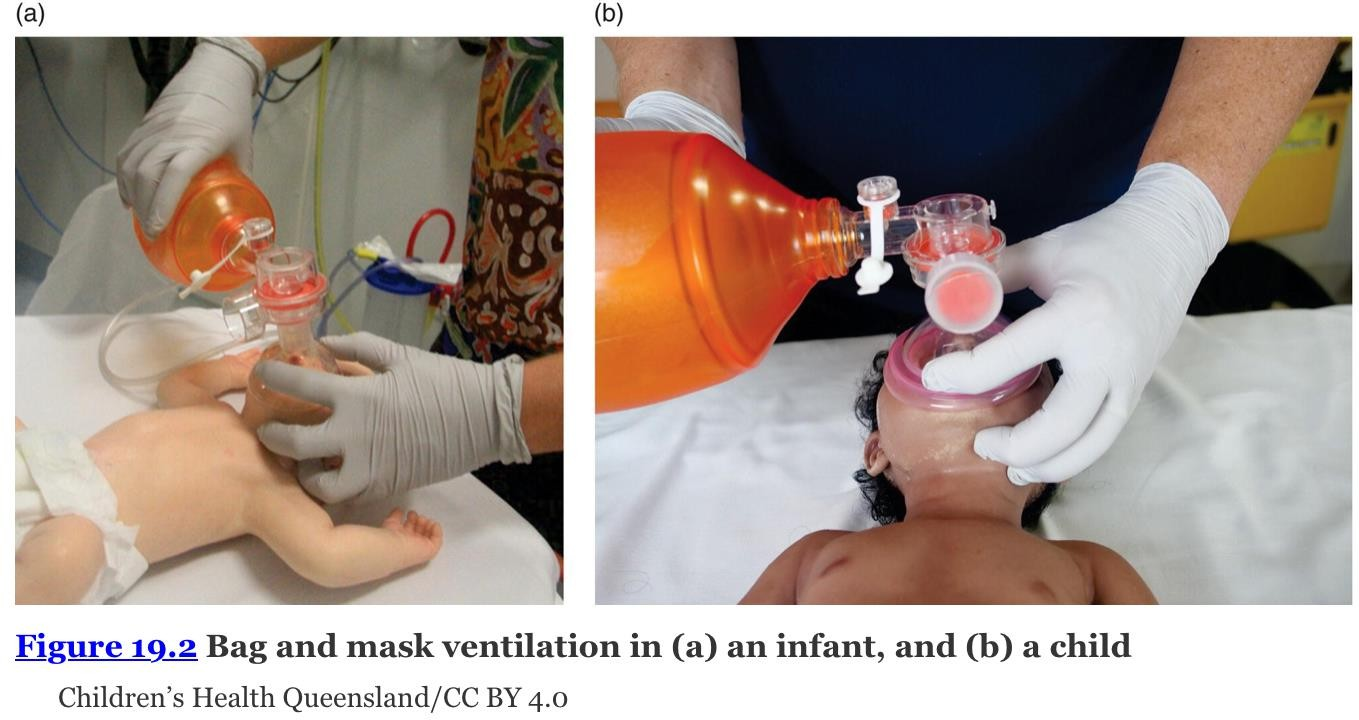 (a)
(b)
Figure 19.2 Bag and mask ventilation in (a) an infant, and (b) a child
Children’s Health Queensland/CC BY 4.0